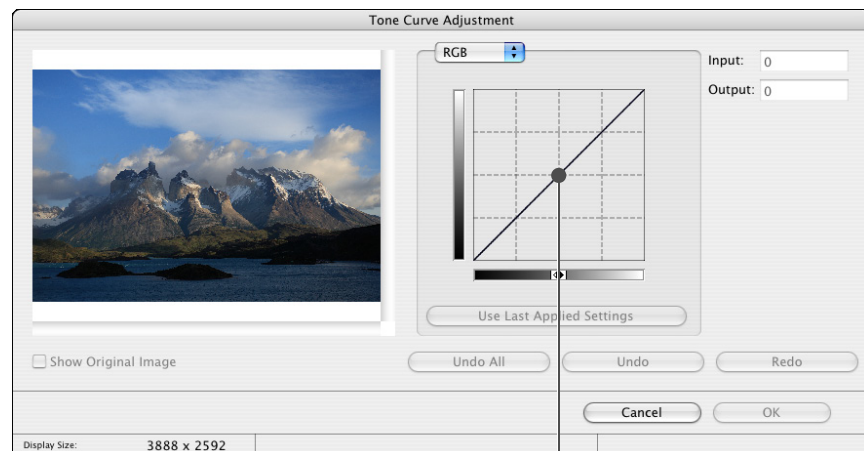 Tone Curve Adjustment
RGB
Input: 0
Output: 0
Use Last Applied Settings
Show Original Image
Undo All
Undo
Redo
Cancel
OK
Display Size: 3888 x 2592